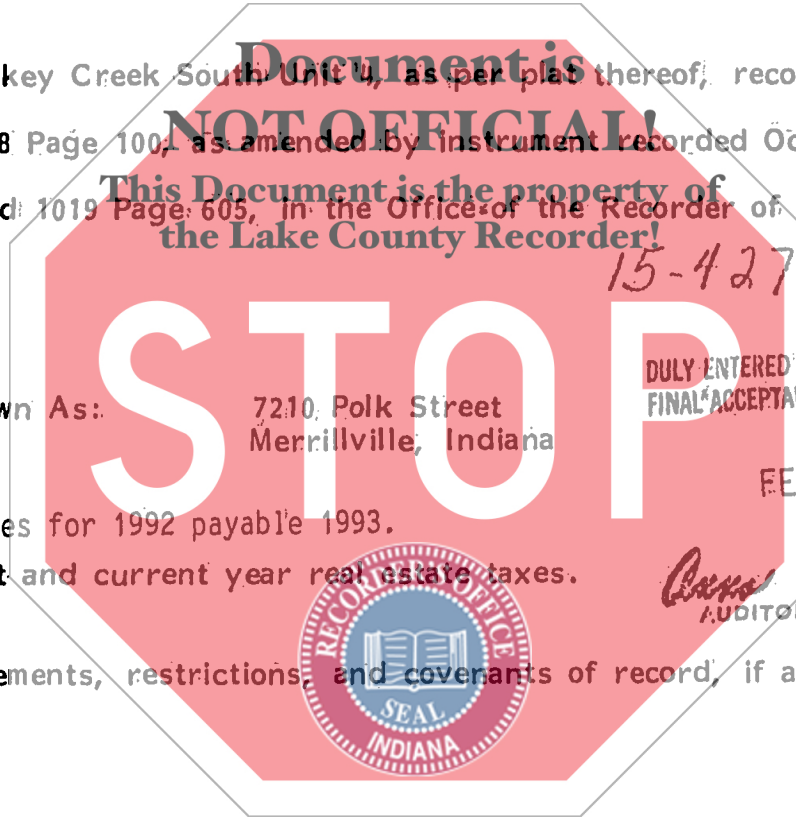 Document is
key Creek South Unit 4, as per plat thereof, reco
NOT OFFICIAL!
8 Page 100, as amended by instrument recorded Oc
This Document is the property of
d 1019 Page 605, in the Office of the Recorder of
the Lake County Recorder!
15-427
STOP
DULY ENTERED
FINAL ACCEPTA
wn As: 7210 Polk Street
Merrillville, Indiana
FE
es for 1992 payable 1993.
t and current year real estate taxes.
Anna
AUDITO
ements, restrictions, and covenants of record, if a
RECORDER'S OFFICE
SEAL
INDIANA